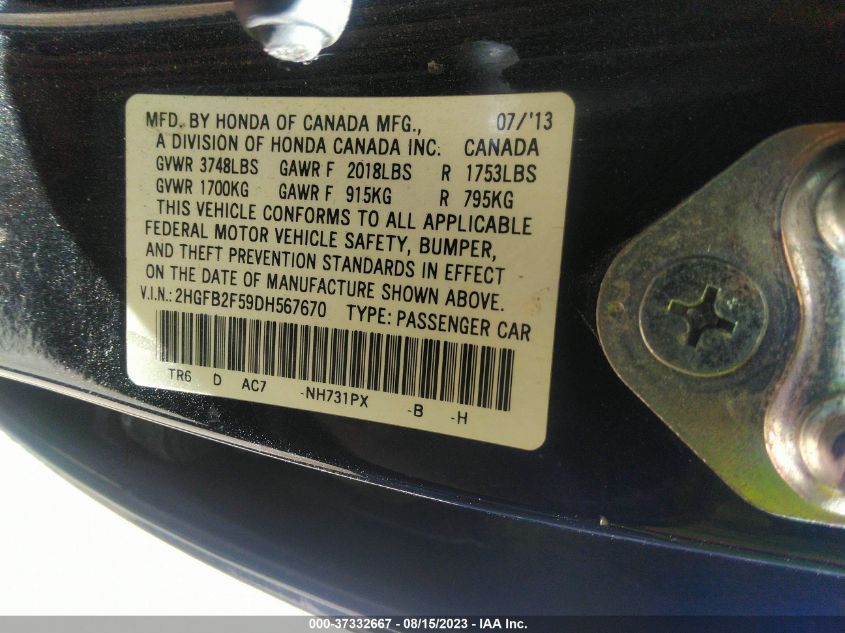 MFD. BY HONDA OF CANADA MFG., 07/'13
A DIVISION OF HONDA CANADA INC. CANADA
GVWR 3748LBS GAWR F 2018LBS R 1753LBS
GVWR 1700KG GAWR F 915KG R 795KG
THIS VEHICLE CONFORMS TO ALL APPLICABLE
FEDERAL MOTOR VEHICLE SAFETY, BUMPER,
AND THEFT PREVENTION STANDARDS IN EFFECT
ON THE DATE OF MANUFACTURE SHOWN ABOVE.
V.I.N.: 2HGFB2F59DH567670 TYPE: PASSENGER CAR
TR6 D AC7 -NH731PX -B -H
000-37332667 - 08/15/2023 - IAA Inc.